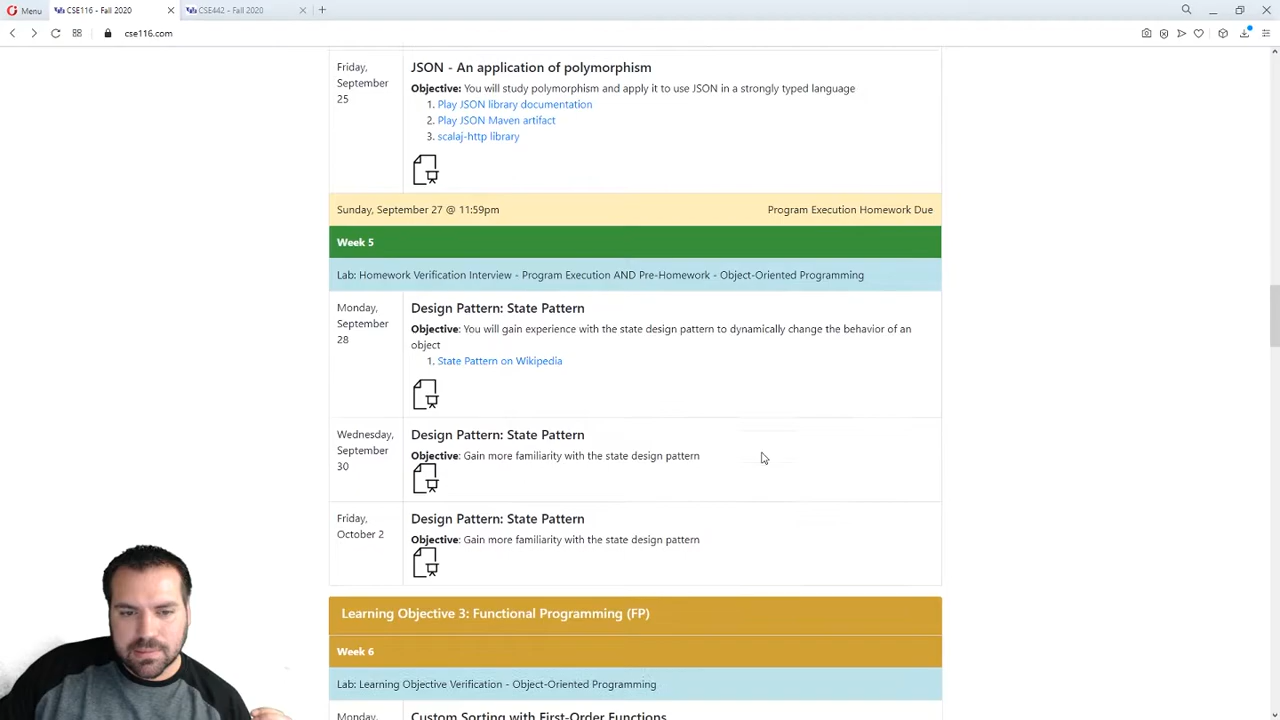 Menu
CSE116 - Fall 2020
CSE442 - Fall 2020
cse116.com
Friday,
September
25
JSON - An application of polymorphism
Objective: You will study polymorphism and apply it to use JSON in a strongly typed language
1. Play JSON library documentation
2. Play JSON Maven artifact
3. scalaj-http library
Sunday, September 27 @ 11:59pm
Program Execution Homework Due
Week 5
Lab: Homework Verification Interview - Program Execution AND Pre-Homework - Object-Oriented Programming
Monday,
September
28
Design Pattern: State Pattern
Objective: You will gain experience with the state design pattern to dynamically change the behavior of an
object
1. State Pattern on Wikipedia
Wednesday,
September
30
Design Pattern: State Pattern
Objective: Gain more familiarity with the state design pattern
Friday,
October 2
Design Pattern: State Pattern
Objective: Gain more familiarity with the state design pattern
Learning Objective 3: Functional Programming (FP)
Week 6
Lab: Learning Objective Verification - Object-Oriented Programming
Monday,
Custom Sorting with First-Order Functions